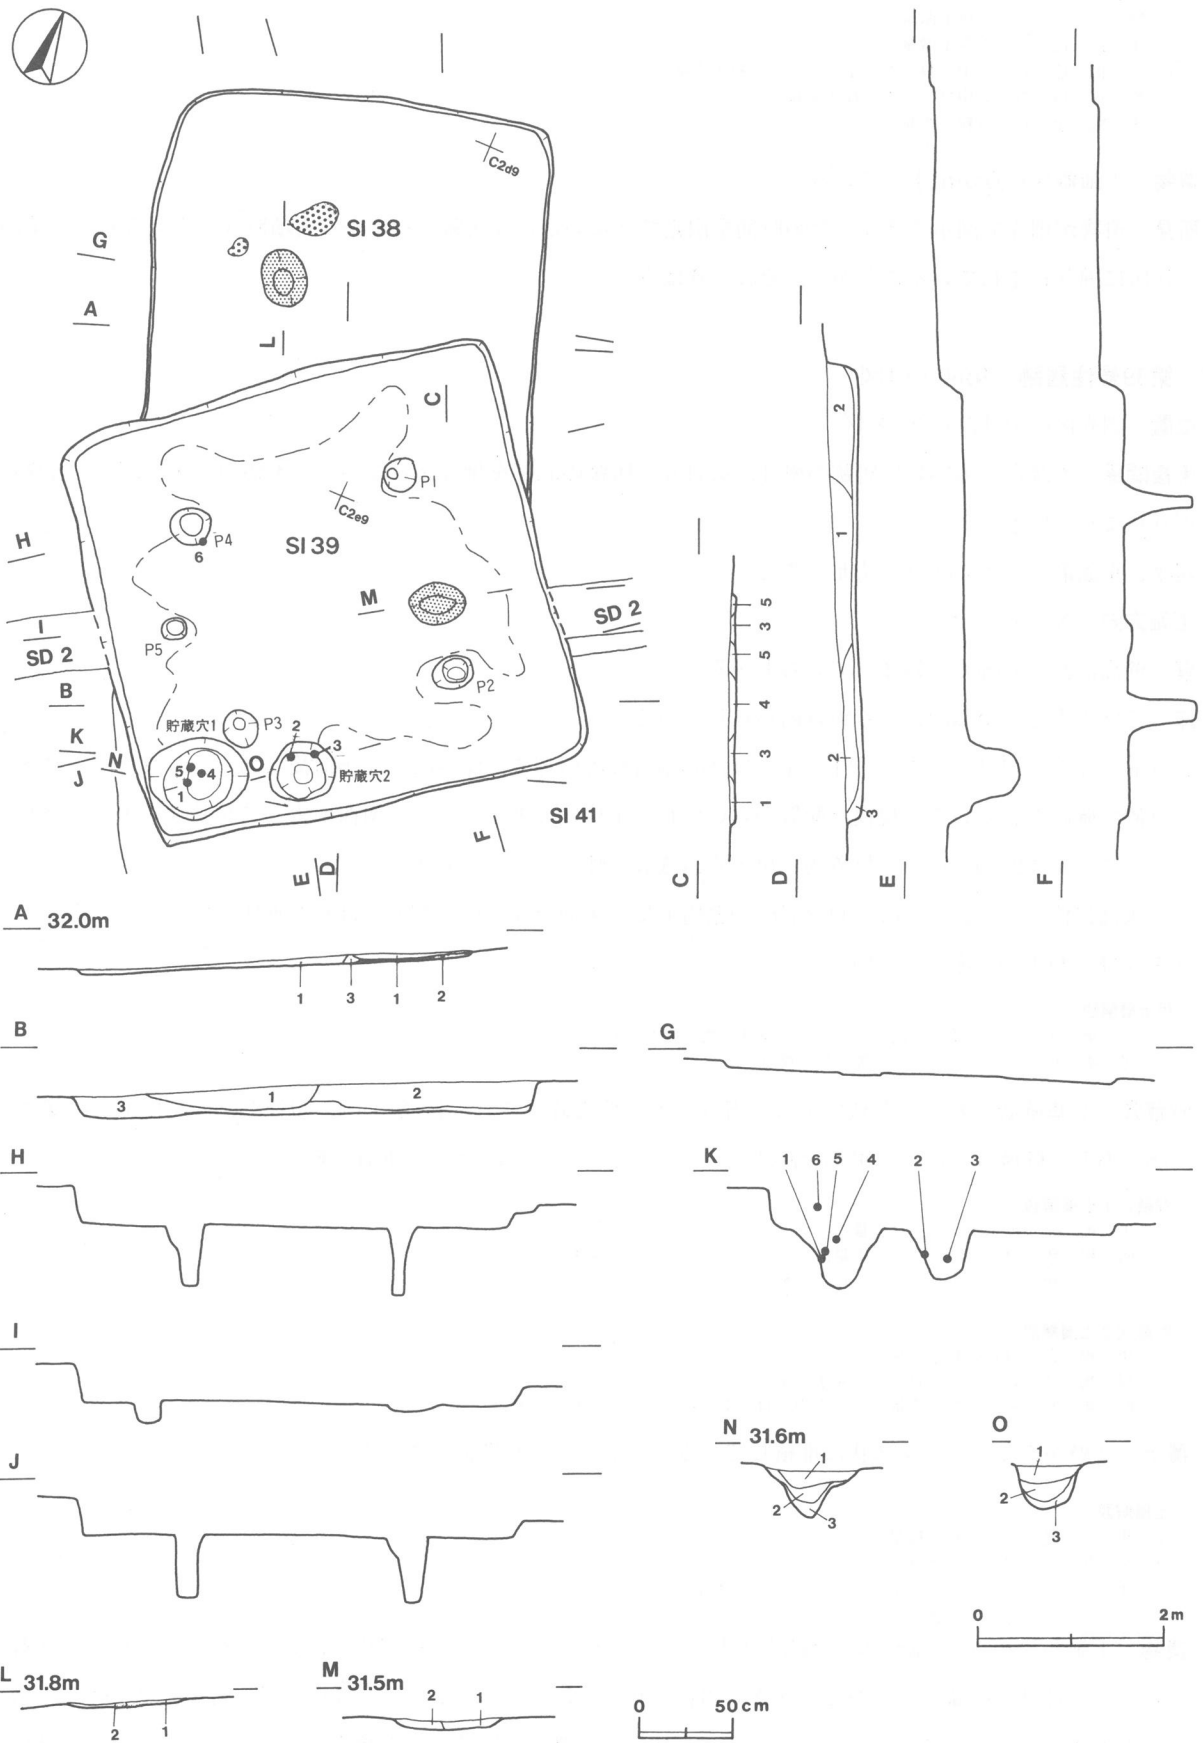 C2d9
SI 38
G
A
L
C
P1
C2e9
P4
6
SI 39
H
M
I
SD 2
SD 2
P5
P2
B
貯蔵穴1
P3
2
3
K
N
O
J
5
4
1
貯蔵穴2
SI 41
F
E
D
2
1
2
3
5
3
5
4
3
1
C
D
E
F
A 32.0m
1 3 1 2
B
3 1 2
G
H
K
1 6 5 4 2 3
I
J
N 31.6m
1
2
3
O
1
2
3
0 2m
L 31.8m
2 1
M 31.5m
2 1
0 50cm